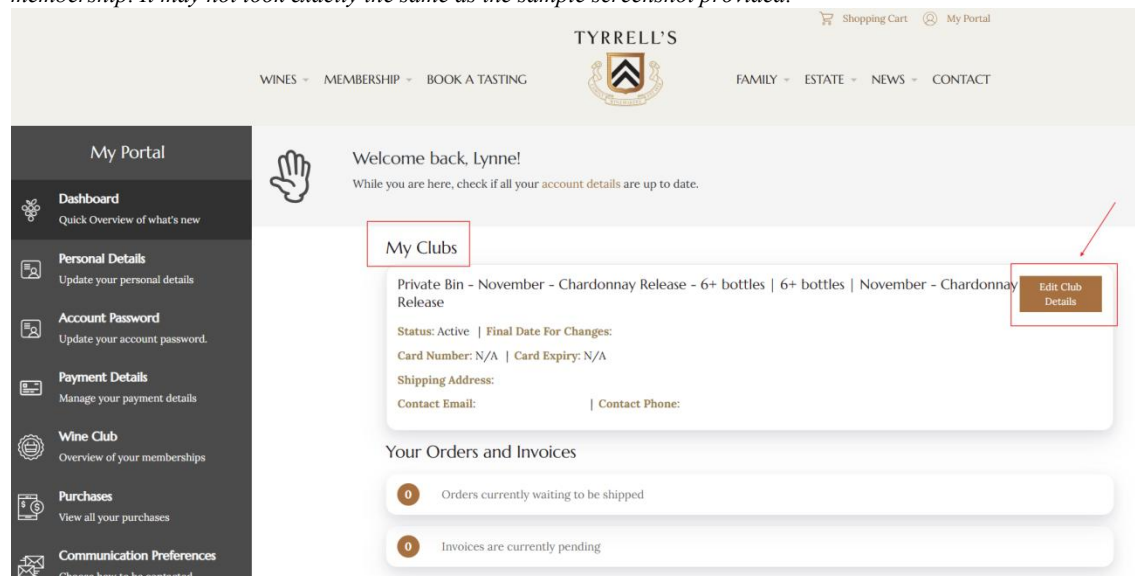 membership. It may not look exactly the same as the sample screenshot provided.
Shopping Cart My Portal
TYRRELL'S
WINES MEMBERSHIP BOOK A TASTING FAMILY ESTATE NEWS CONTACT
My Portal
Dashboard
Quick Overview of what's new
Personal Details
Update your personal details
Account Password
Update your account password.
Payment Details
Manage your payment details
Wine Club
Overview of your memberships
Purchases
View all your purchases
Communication Preferences
Choose how to be contacted
Welcome back, Lynne!
While you are here, check if all your account details are up to date.
My Clubs
Private Bin - November - Chardonnay Release - 6+ bottles | 6+ bottles | November - Chardonnay
Release
Edit Club
Details
Status: Active | Final Date For Changes:
Card Number: N/A | Card Expiry: N/A
Shipping Address:
Contact Email: | Contact Phone:
Your Orders and Invoices
0 Orders currently waiting to be shipped
0 Invoices are currently pending